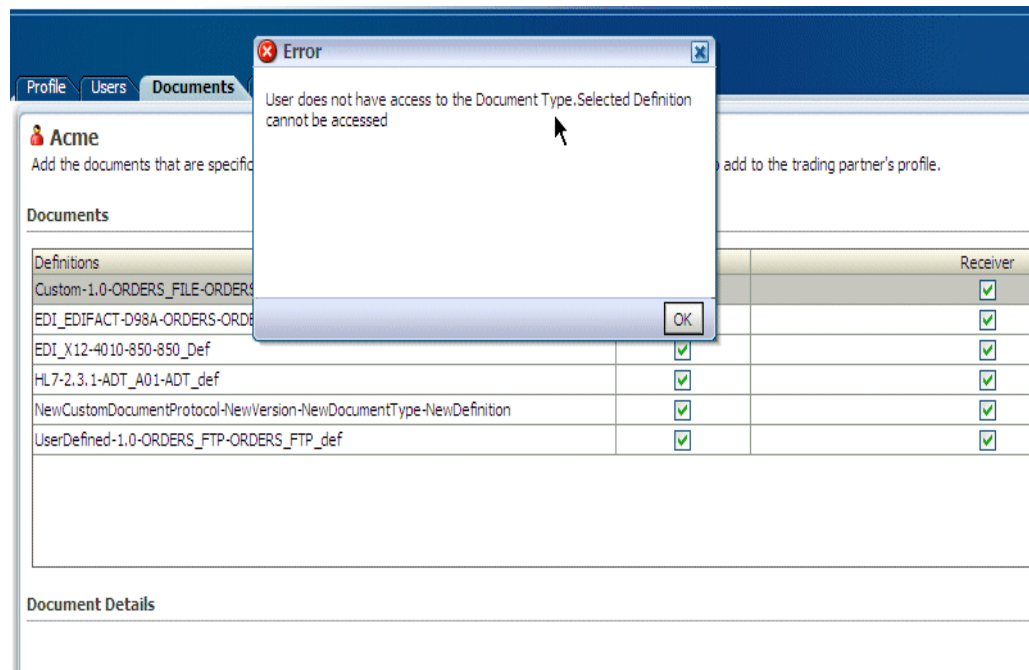 Error
User does not have access to the Document Type.Selected Definition
cannot be accessed
OK
Profile Users Documents
Acme
Add the documents that are specific add to the trading partner's profile.
Documents
Definitions Receiver
Custom-1.0-ORDERS_FILE-ORDERS
EDI_EDIFACT-D98A-ORDERS-ORDE
EDI_X12-4010-850-850_Def
HL7-2.3.1-ADT_A01-ADT_def
NewCustomDocumentProtocol-NewVersion-NewDocumentType-NewDefinition
UserDefined-1.0-ORDERS_FTP-ORDERS_FTP_def
Document Details